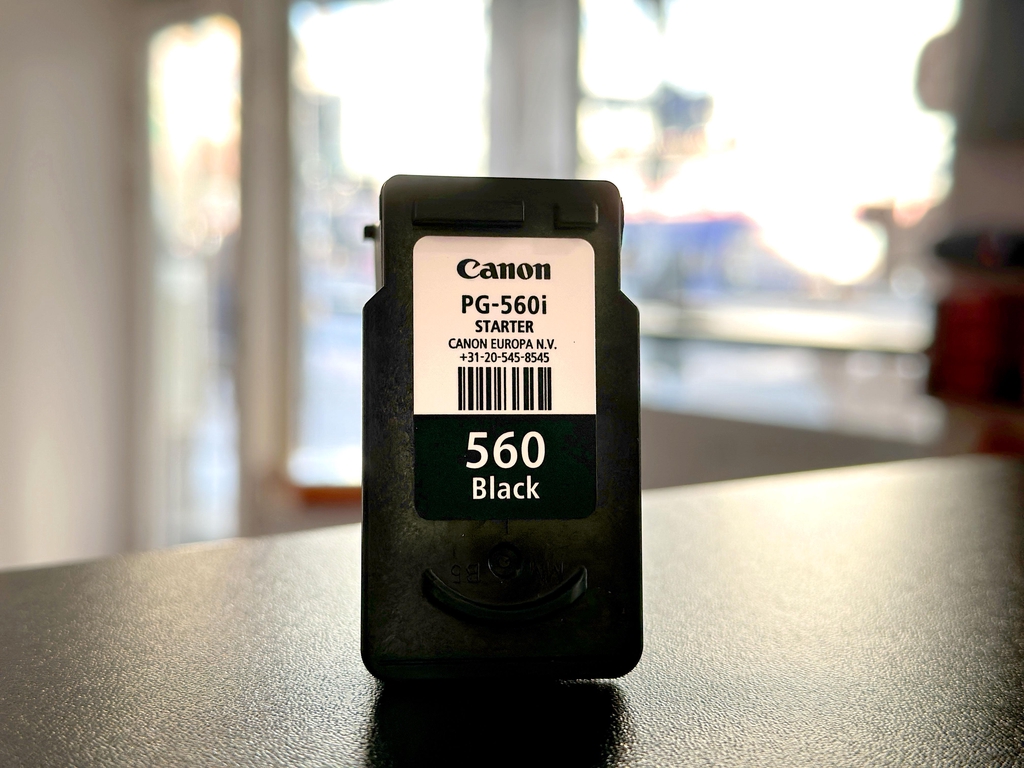 Canon
PG-560i
STARTER
CANON EUROPA N.V.
+31-20-545-8545
560
Black